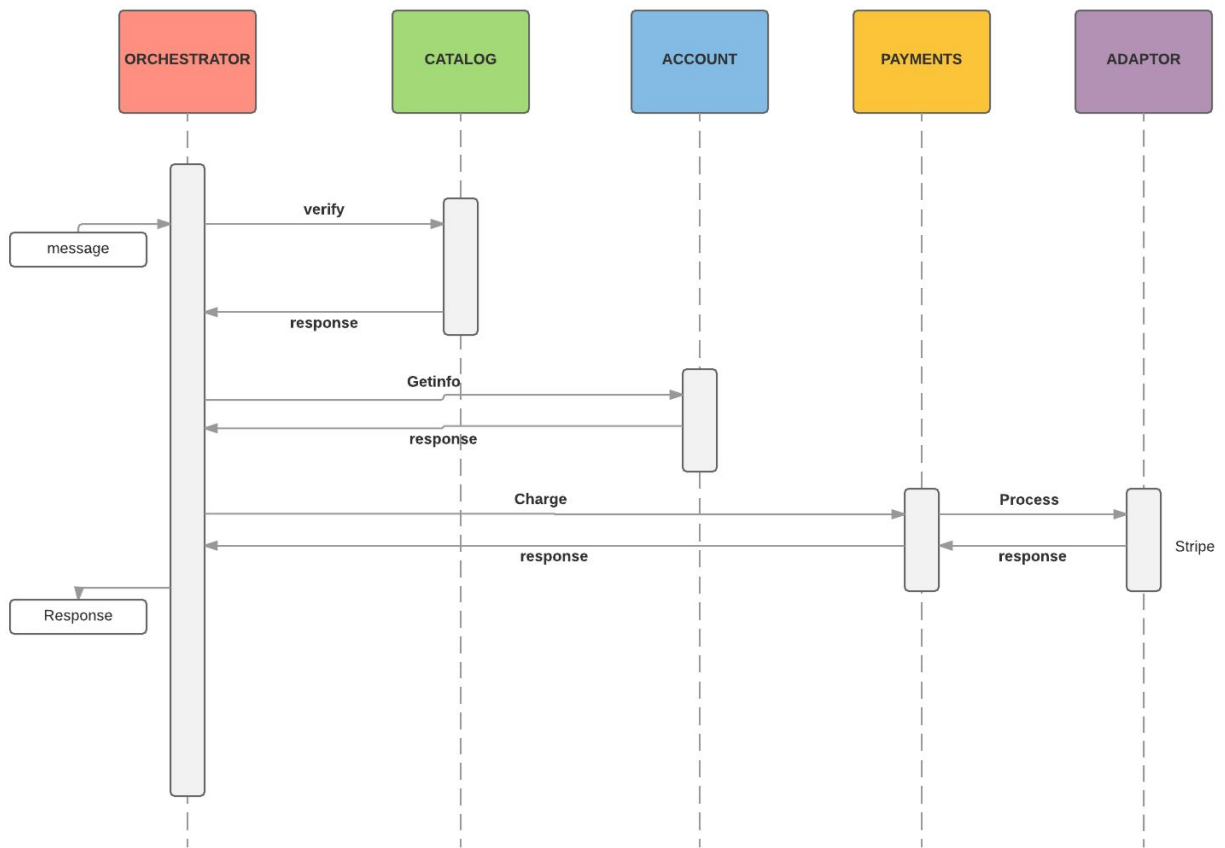 ORCHESTRATOR
CATALOG
ACCOUNT
PAYMENTS
ADAPTOR
verify
message
response
Getinfo
response
Charge
Process
response
response
Stripe
Response